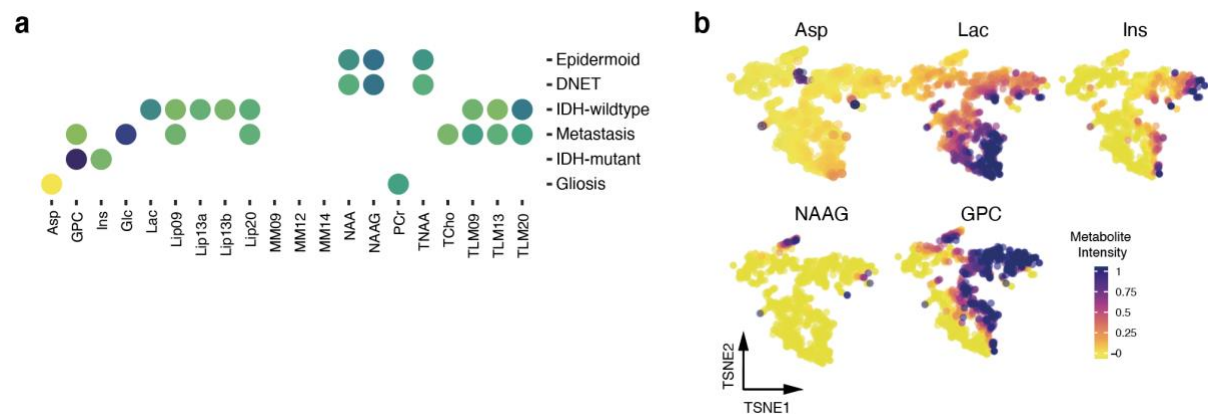 a
Epidermoid
DNET
IDH-wildtype
Metastasis
IDH-mutant
Gliosis
Asp
GPC
Ins
Glc
Lac
Lip09
Lip13a
Lip13b
Lip20
MM09
MM12
MM14
NAA
NAAG
PCr
TNAA
TCho
TLM09
TLM13
TLM20
b
Asp Lac Ins
NAAG GPC
Metabolite
Intensity
1
0.75
0.5
0.25
0
TSNE2
TSNE1